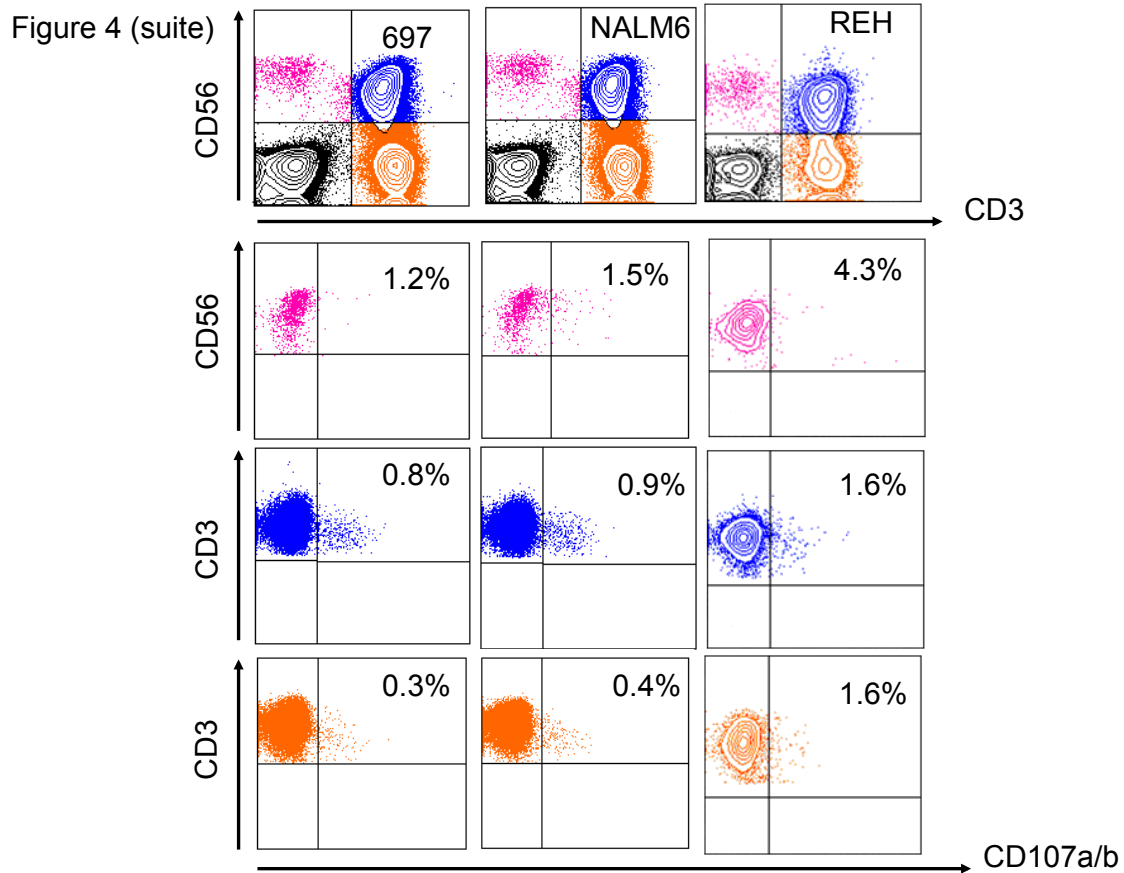 Figure 4 (suite)
697
NALM6
REH
CD56
CD3
1.2%
1.5%
4.3%
CD56
0.8%
0.9%
1.6%
CD3
0.3%
0.4%
1.6%
CD3
CD107a/b